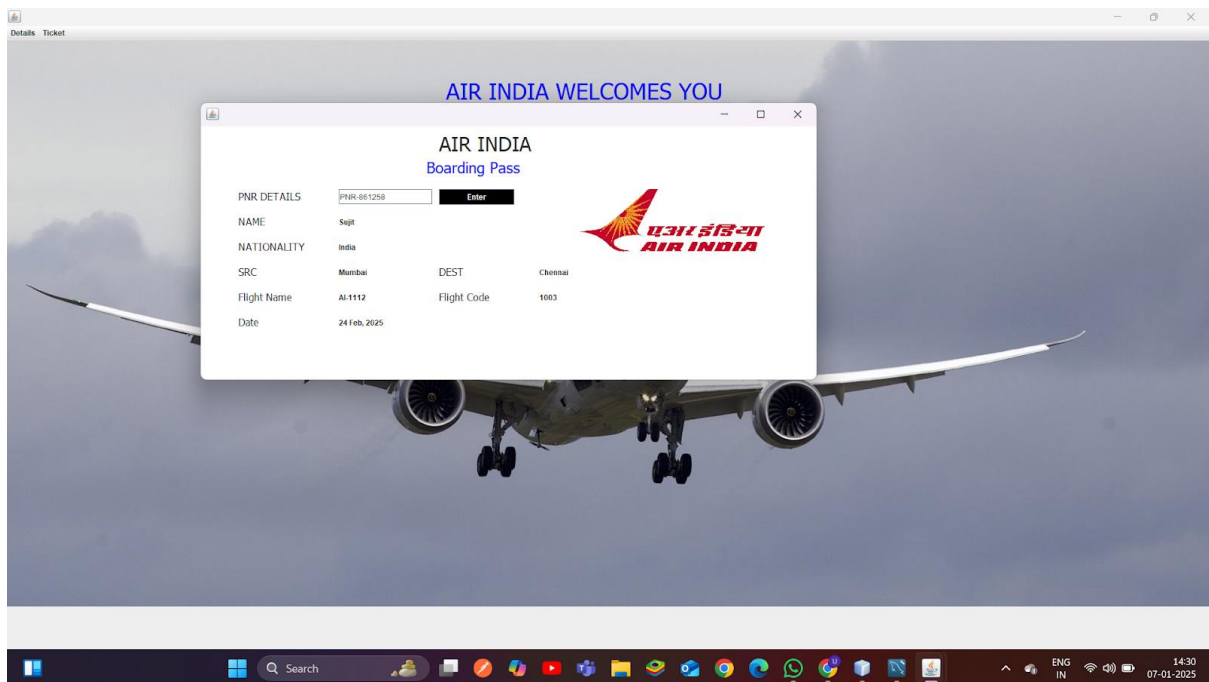 Details Ticket
AIR INDIA WELCOMES YOU
AIR INDIA
Boarding Pass
PNR DETAILS PNR-861258 Enter
NAME Sujit
NATIONALITY India
एअर इंडिया
AIR INDIA
SRC Mumbai DEST Chennai
Flight Name AI-1112 Flight Code 1003
Date 24 Feb, 2025
Search
ENG
IN
14:30
07-01-2025